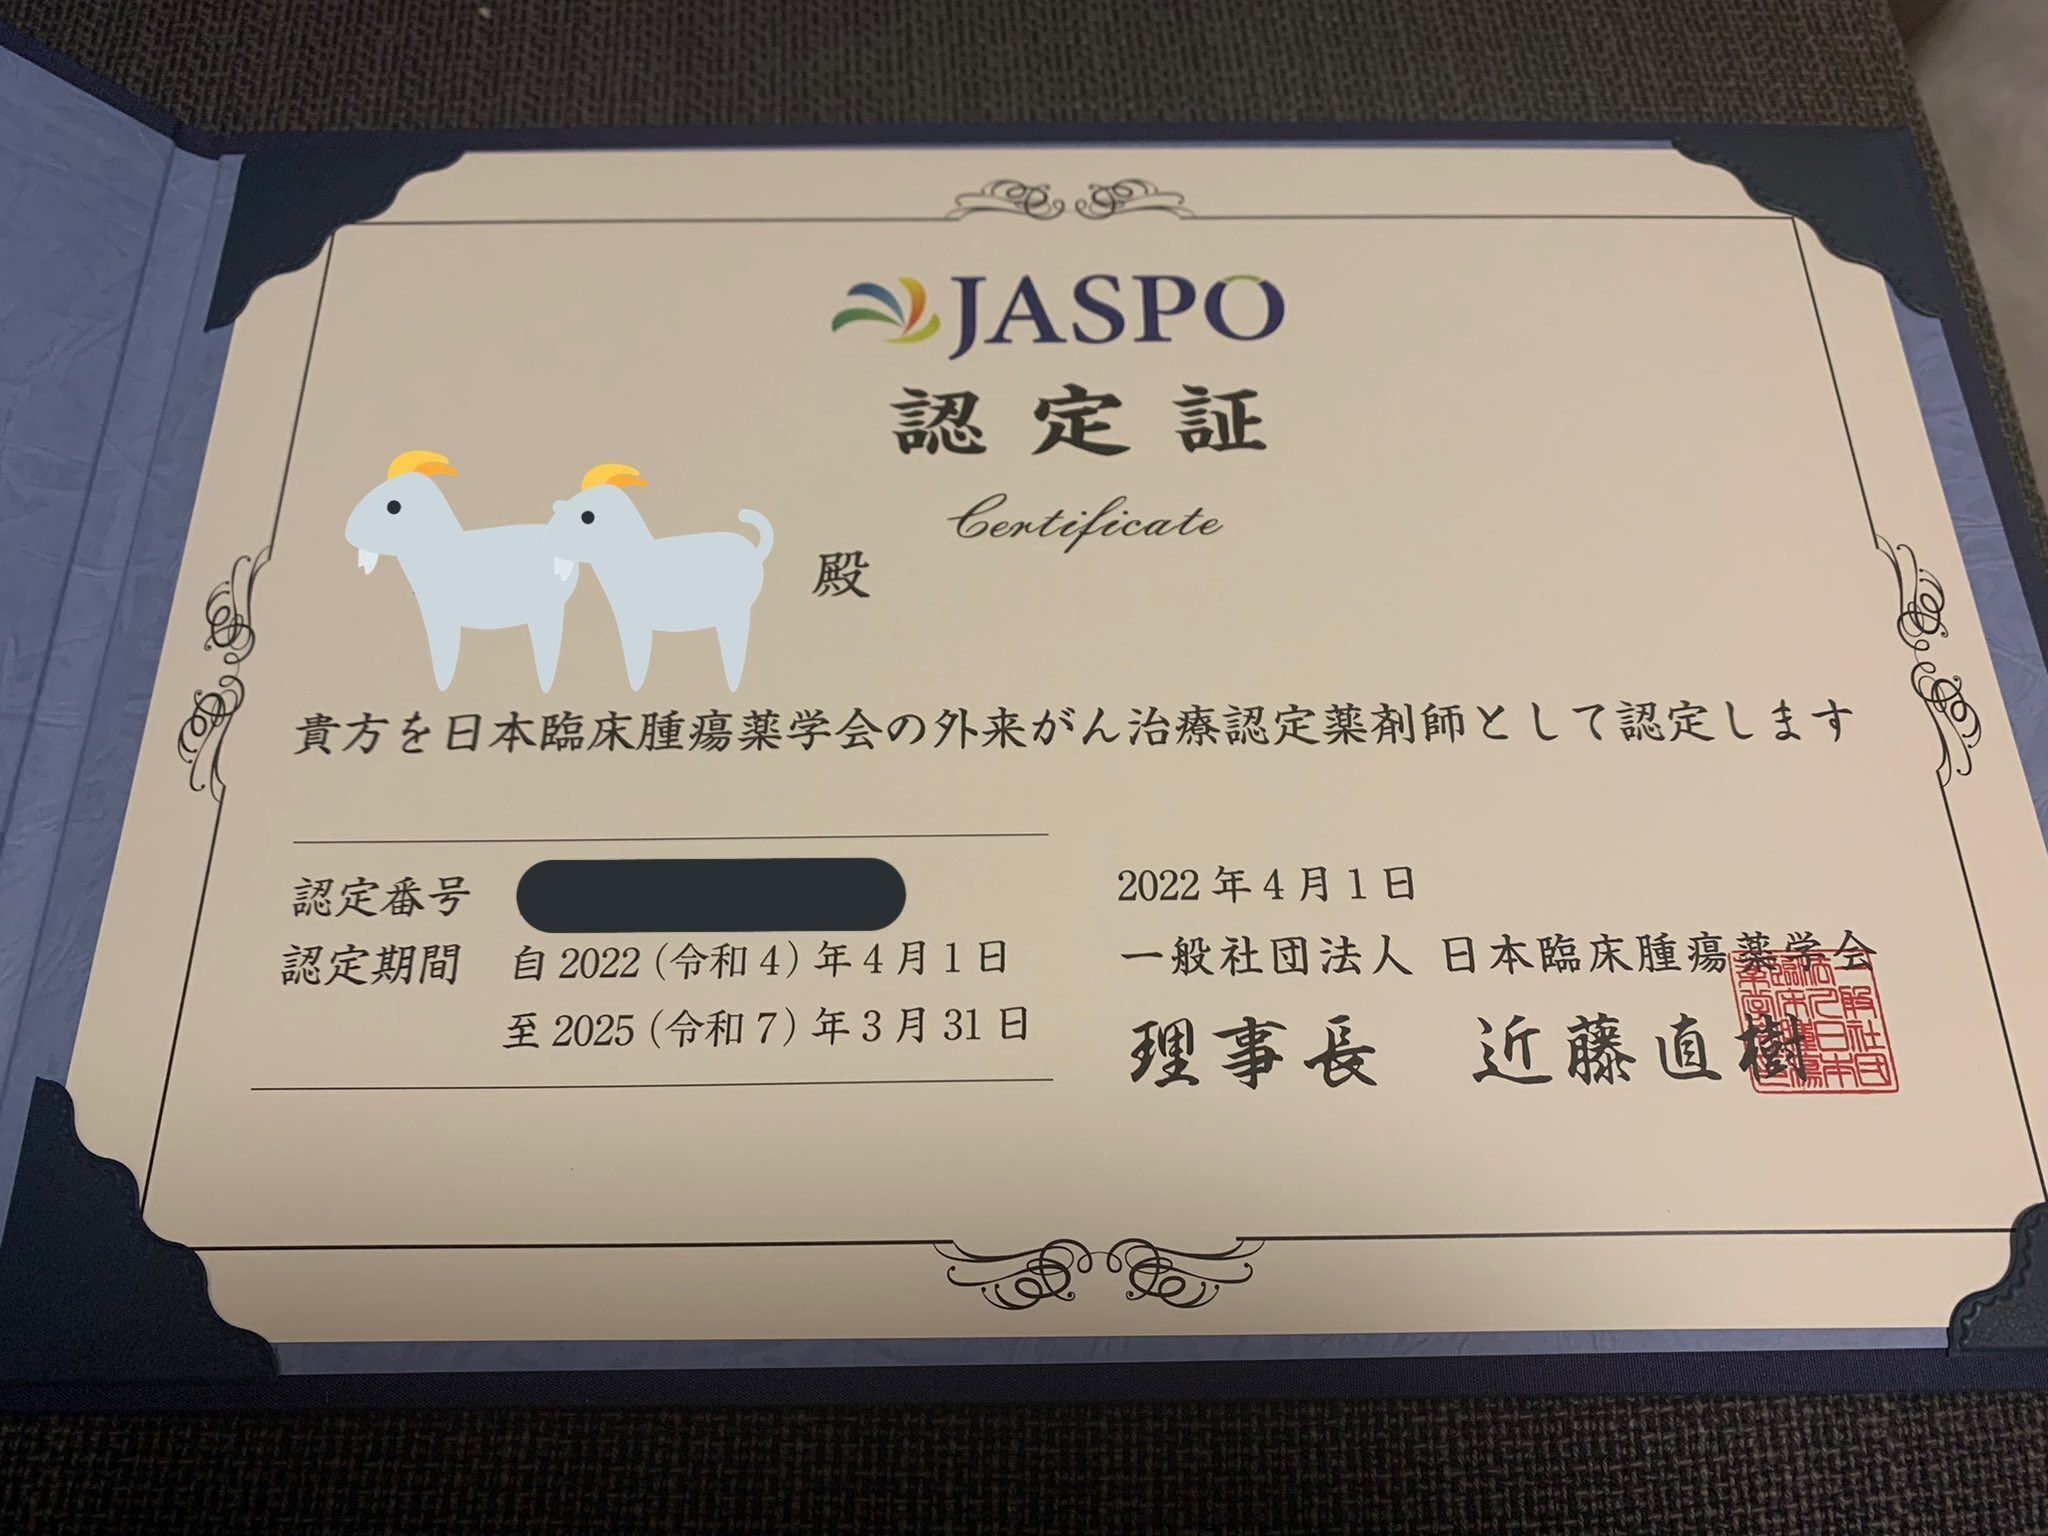 JASPO
認定証
Certificate
殿
貴方を日本臨床腫瘍薬学会の外来がん治療認定薬剤師として認定します
認定番号
認定期間 自 2022 (令和 4) 年 4 月 1 日
至 2025 (令和 7) 年 3 月 31 日
2022 年 4 月 1 日
一般社団法人 日本臨床腫瘍薬学会
理事長 近藤直樹